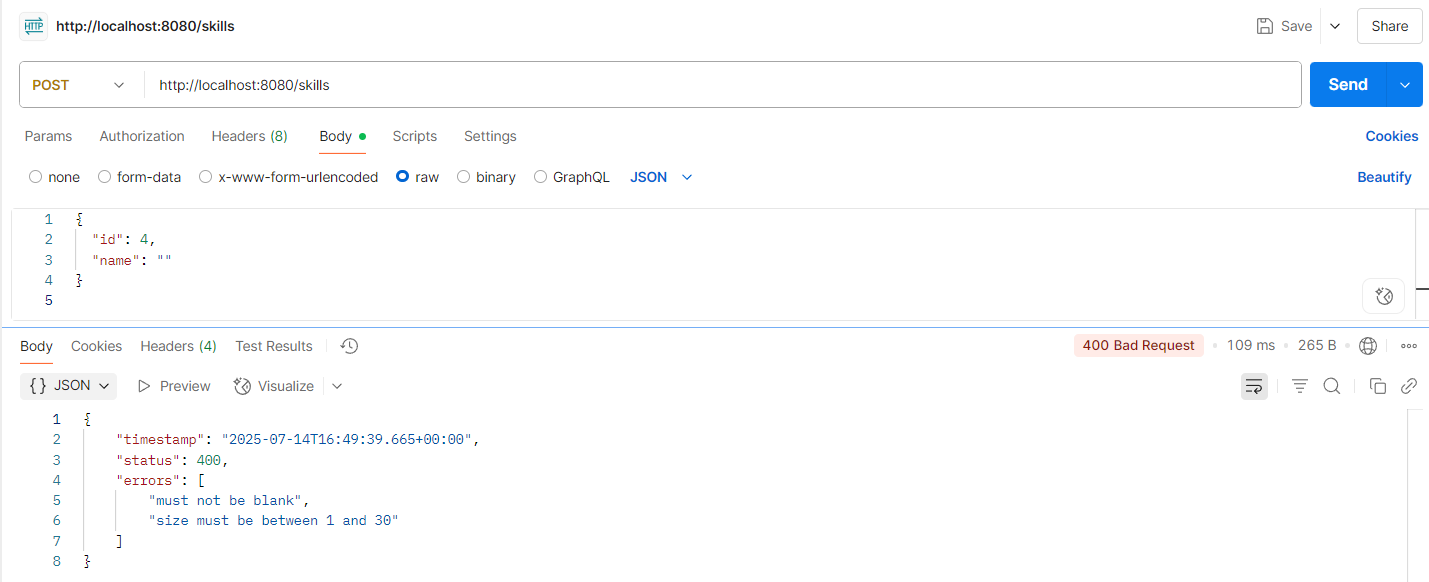 HTTP http://localhost:8080/skills Save Share
POST http://localhost:8080/skills Send
Params Authorization Headers (8) Body Scripts Settings Cookies
none form-data x-www-form-urlencoded raw binary GraphQL JSON Beautify
1 {
2 "id": 4,
3 "name": ""
4 }
5
Body Cookies Headers (4) Test Results 400 Bad Request 109 ms 265 B
{} JSON Preview Visualize
1 {
2 "timestamp": "2025-07-14T16:49:39.665+00:00",
3 "status": 400,
4 "errors": [
5 "must not be blank",
6 "size must be between 1 and 30"
7 ]
8 }